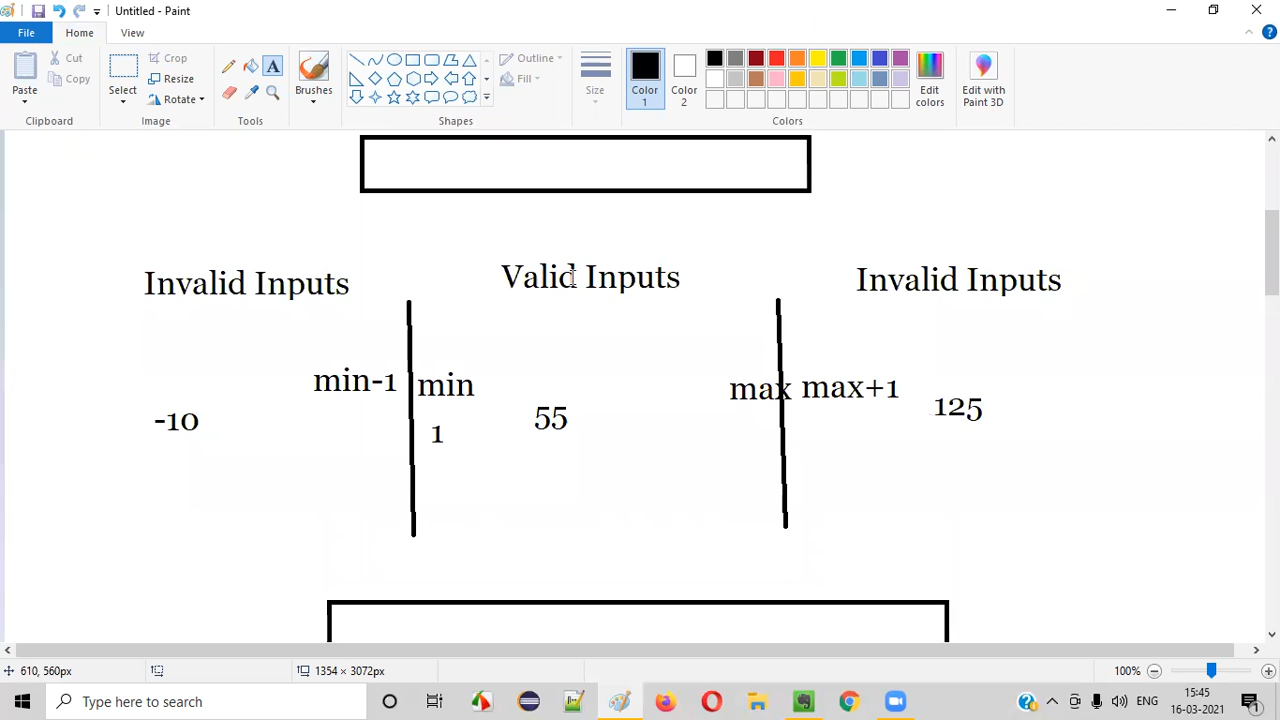 Untitled - Paint
File
Home
View
Paste
Cut
Copy
Clipboard
Select
Crop
Resize
Rotate
Image
A
Tools
Brushes
Shapes
Outline
Fill
Size
Color
1
Color
2
Colors
Edit
colors
Edit with
Paint 3D
Invalid Inputs
Valid Inputs
Invalid Inputs
min-1
min
max
max+1
-10
1
55
125
610, 560px
1354 × 3072px
100%
Type here to search
ENG
15:45
16-03-2021
1